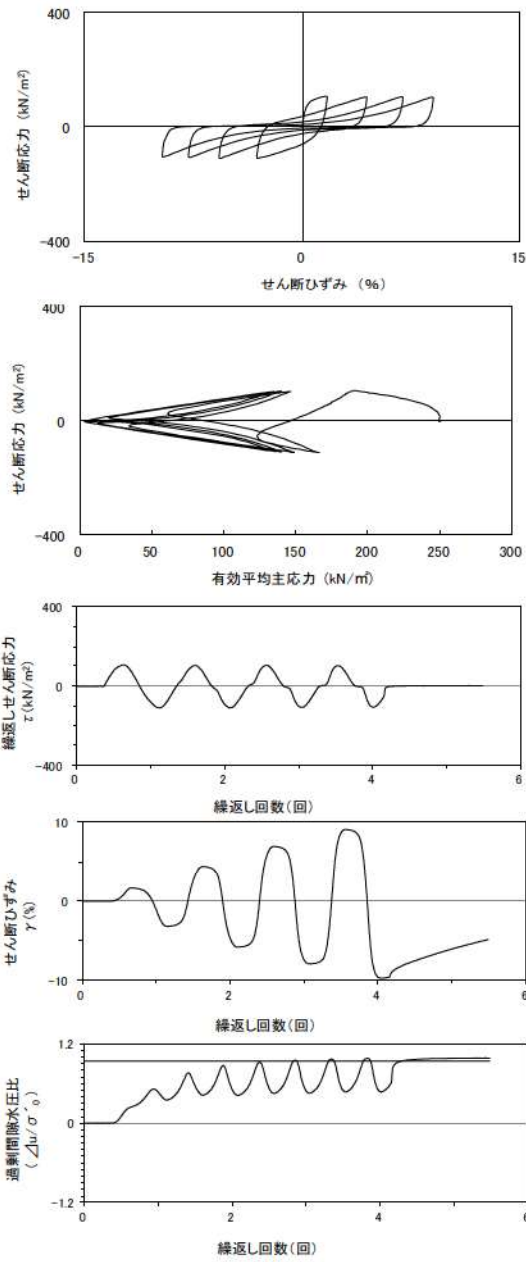 400
0
-400
せん断応力 (kN/m²)
-15
0
15
せん断ひずみ (%)
400
0
-400
せん断応力 (kN/m²)
0
50
100
150
200
250
300
有効平均主応力 (kN/㎡)
400
0
-400
繰返しせん断応力
τ(kN/m²)
0
2
4
6
繰返し回数(回)
10
0
-10
せん断ひずみ
γ(%)
0
2
4
6
繰返し回数(回)
1.2
0
-1.2
過剰間隙水圧比
(⊿u/σ´₀)
0
2
4
6
繰返し回数(回)